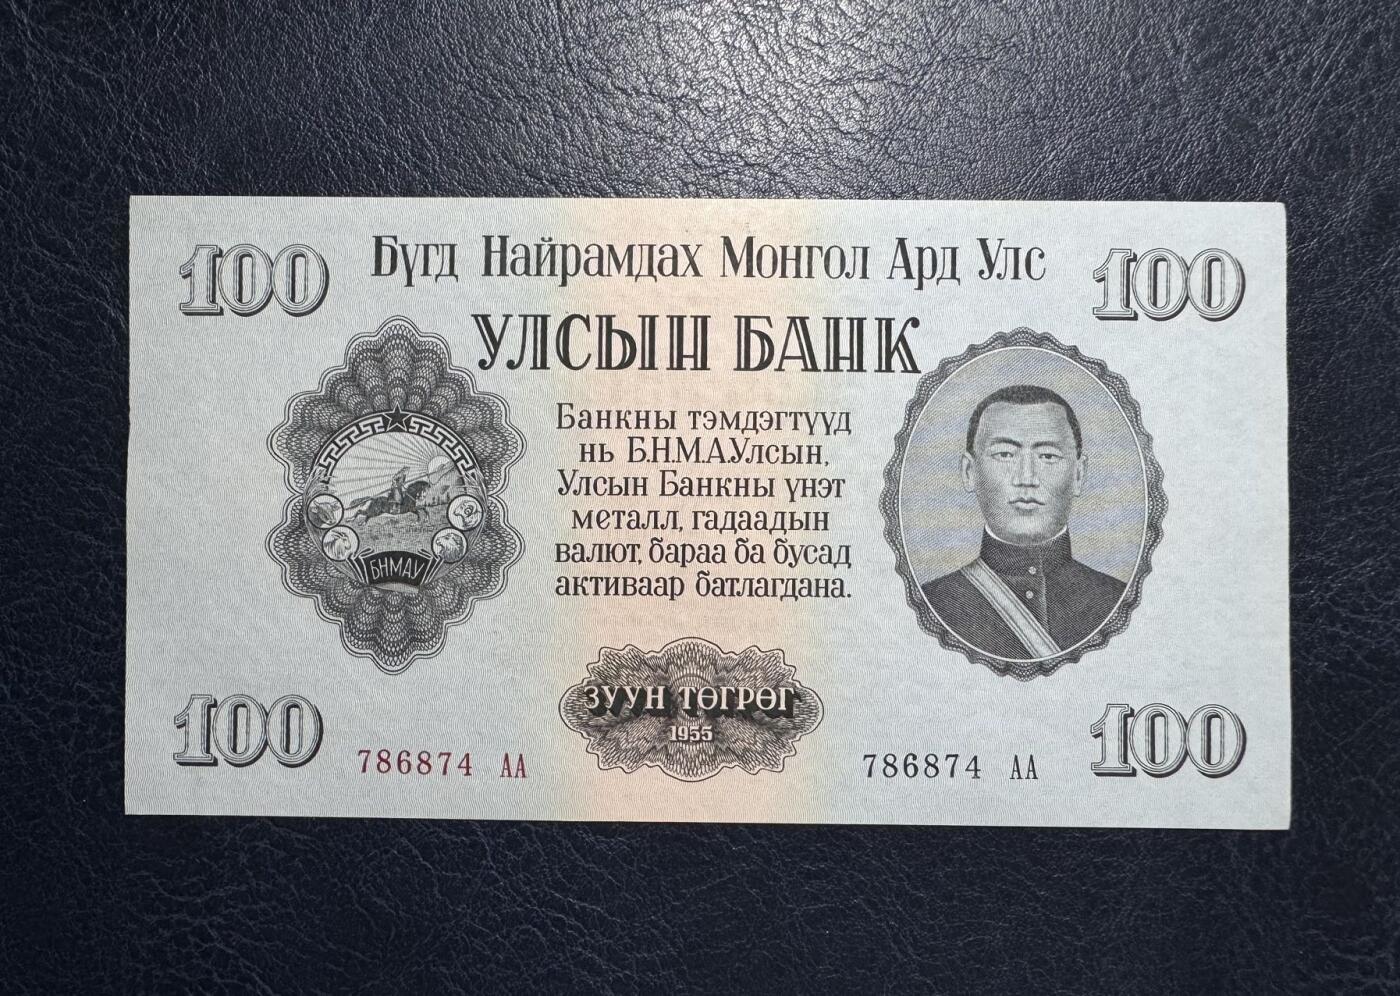 100 Бүгд Найрамдах Монгол Ард Улс 100
УЛСЫН БАНК
Банкны тэмдэгтүүд
нь Б.Н.М.А.Улсын,
Улсын Банкны үнэт
металл, гадаадын
валют, бараа ба бусад
активаар батлагдана.
БНМАУ
ЗУУН ТӨГРӨГ
1955
100 786874 АА 786874 АА 100